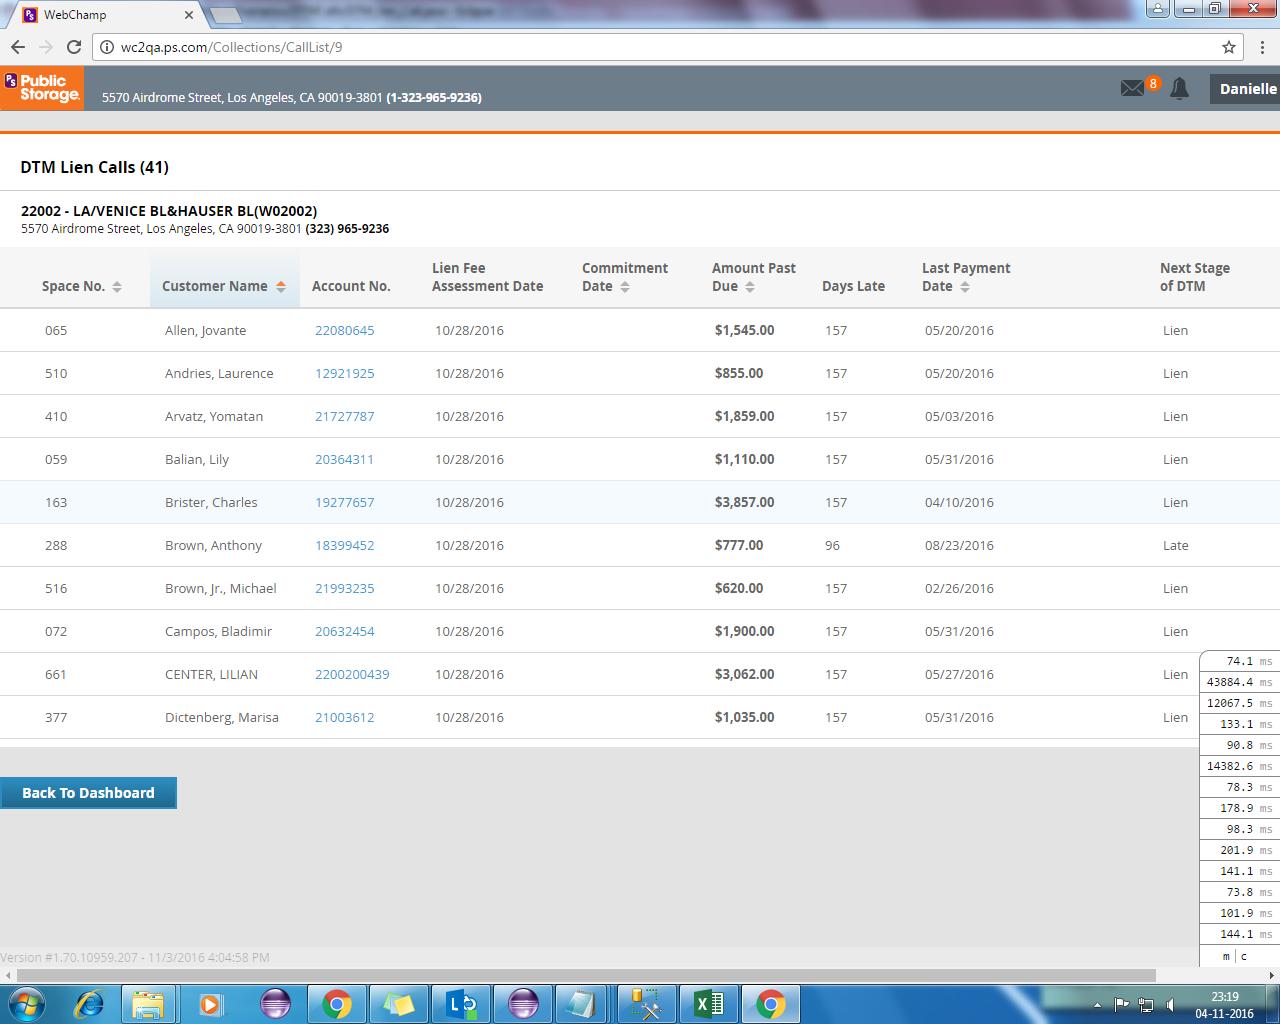 WebChamp
wc2qa.ps.com/Collections/CallList/9
PS Public Storage.
5570 Airdrome Street, Los Angeles, CA 90019-3801 (1-323-965-9236)
8
Danielle
DTM Lien Calls (41)
22002 - LA/VENICE BL&HAUSER BL(W02002)
5570 Airdrome Street, Los Angeles, CA 90019-3801 (323) 965-9236
Space No. Customer Name Account No. Lien Fee Assessment Date Commitment Date Amount Past Due Days Late Last Payment Date Next Stage of DTM
065 Allen, Jovante 22080645 10/28/2016 $1,545.00 157 05/20/2016 Lien
510 Andries, Laurence 12921925 10/28/2016 $855.00 157 05/20/2016 Lien
410 Arvatz, Yomatan 21727787 10/28/2016 $1,859.00 157 05/03/2016 Lien
059 Balian, Lily 20364311 10/28/2016 $1,110.00 157 05/31/2016 Lien
163 Brister, Charles 19277657 10/28/2016 $3,857.00 157 04/10/2016 Lien
288 Brown, Anthony 18399452 10/28/2016 $777.00 96 08/23/2016 Late
516 Brown, Jr., Michael 21993235 10/28/2016 $620.00 157 02/26/2016 Lien
072 Campos, Bladimir 20632454 10/28/2016 $1,900.00 157 05/31/2016 Lien
661 CENTER, LILIAN 2200200439 10/28/2016 $3,062.00 157 05/27/2016 Lien
377 Dictenberg, Marisa 21003612 10/28/2016 $1,035.00 157 05/31/2016 Lien
74.1 ms
43884.4 ms
12067.5 ms
133.1 ms
90.8 ms
14382.6 ms
78.3 ms
178.9 ms
98.3 ms
201.9 ms
141.1 ms
73.8 ms
101.9 ms
144.1 ms
m c
Back To Dashboard
Version #1.70.10959.207 - 11/3/2016 4:04:58 PM
23:19
04-11-2016